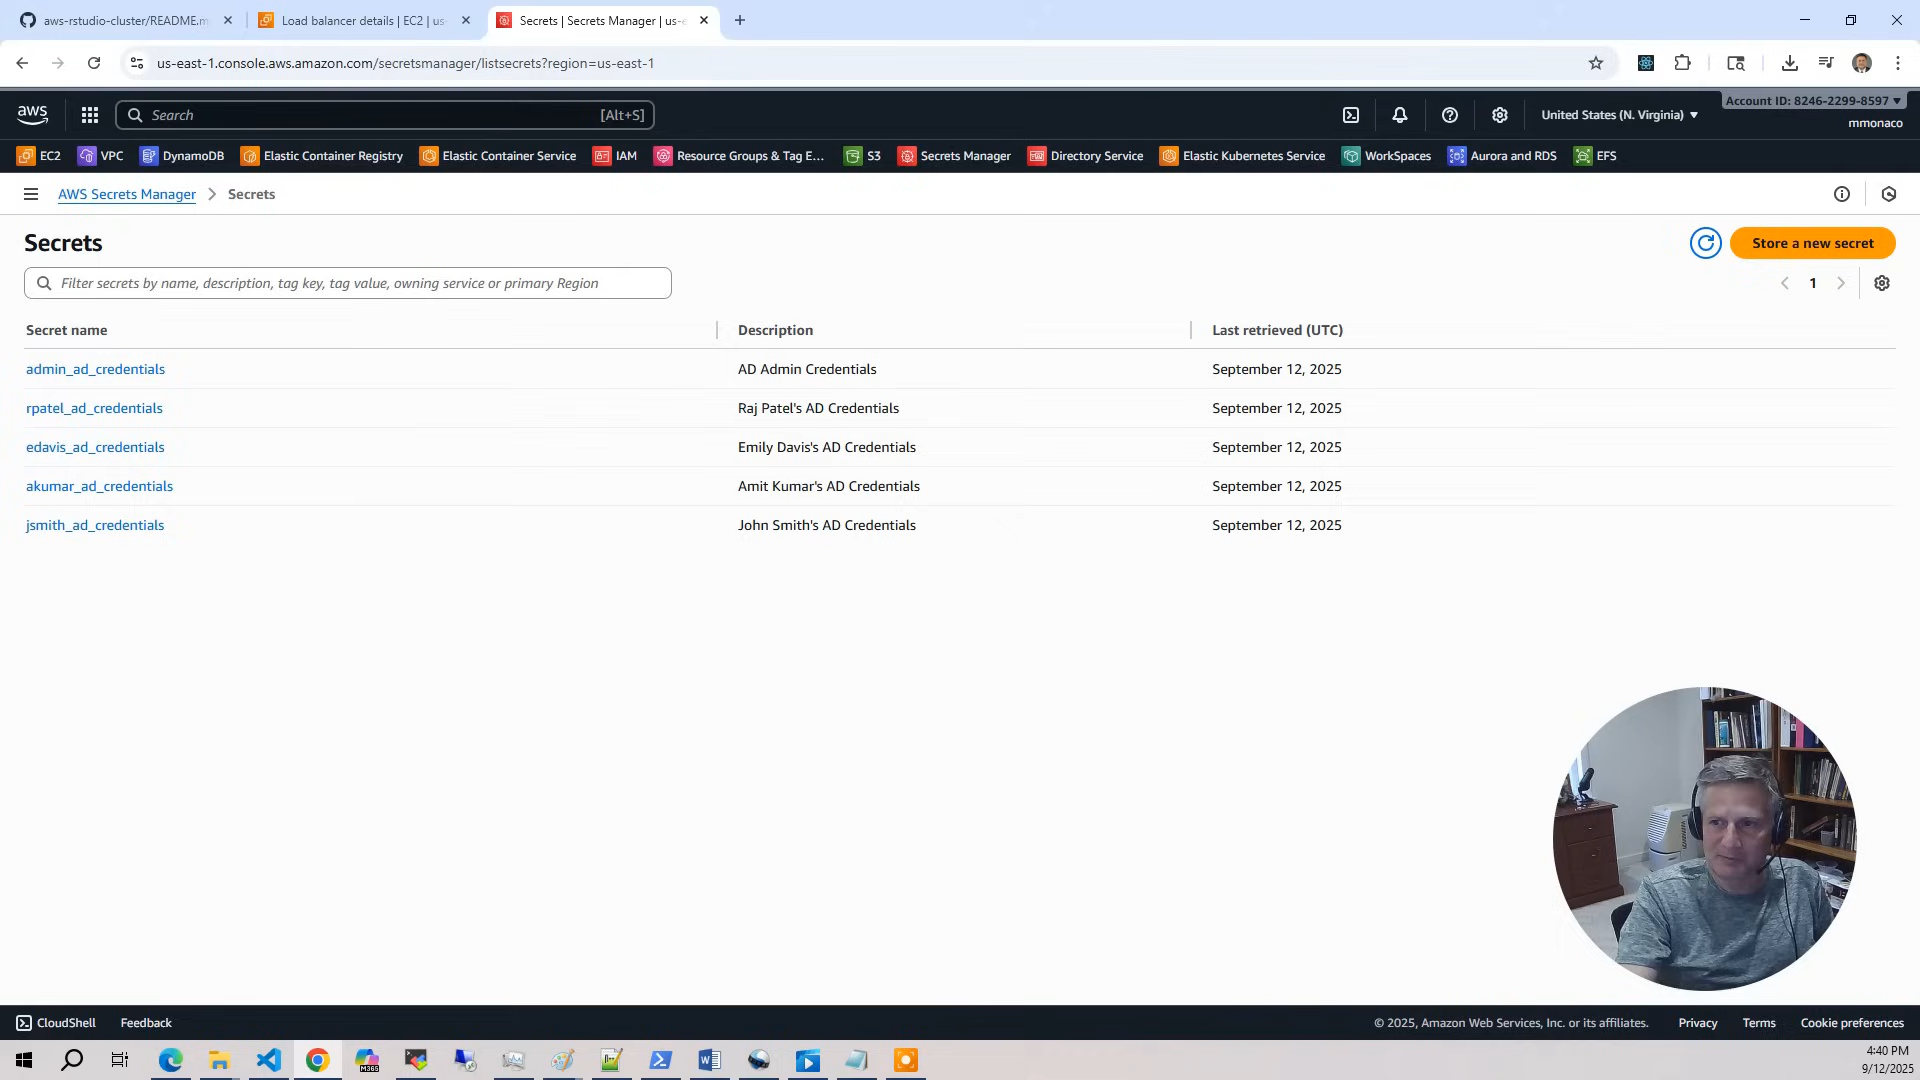 aws-rstudio-cluster/README.m
Load balancer details | EC2 | us-
Secrets | Secrets Manager | us-e
us-east-1.console.aws.amazon.com/secretsmanager/listsecrets?region=us-east-1
aws
Search
[Alt+S]
United States (N. Virginia)
Account ID: 8246-2299-8597
mmonaco
EC2
VPC
DynamoDB
Elastic Container Registry
Elastic Container Service
IAM
Resource Groups & Tag E...
S3
Secrets Manager
Directory Service
Elastic Kubernetes Service
WorkSpaces
Aurora and RDS
EFS
AWS Secrets Manager
Secrets
Secrets
Store a new secret
Filter secrets by name, description, tag key, tag value, owning service or primary Region
1
Secret name
Description
Last retrieved (UTC)
admin_ad_credentials
AD Admin Credentials
September 12, 2025
rpatel_ad_credentials
Raj Patel's AD Credentials
September 12, 2025
edavis_ad_credentials
Emily Davis's AD Credentials
September 12, 2025
akumar_ad_credentials
Amit Kumar's AD Credentials
September 12, 2025
jsmith_ad_credentials
John Smith's AD Credentials
September 12, 2025
CloudShell
Feedback
© 2025, Amazon Web Services, Inc. or its affiliates.
Privacy
Terms
Cookie preferences
M365
4:40 PM
9/12/2025